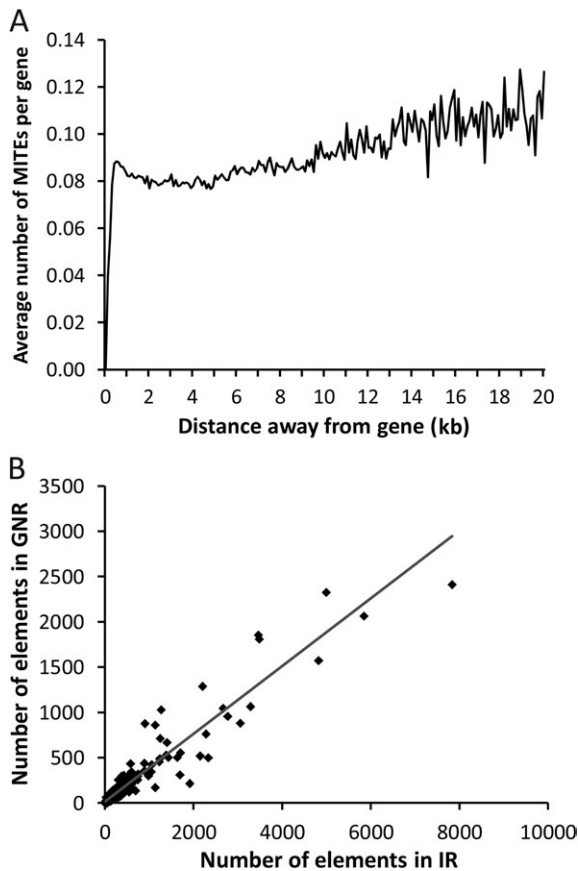 A
Average number of MITEs per gene
0.14
0.12
0.10
0.08
0.06
0.04
0.02
0.00
0 2 4 6 8 10 12 14 16 18 20
Distance away from gene (kb)
B
Number of elements in GNR
3500
3000
2500
2000
1500
1000
500
0
0 2000 4000 6000 8000 10000
Number of elements in IR